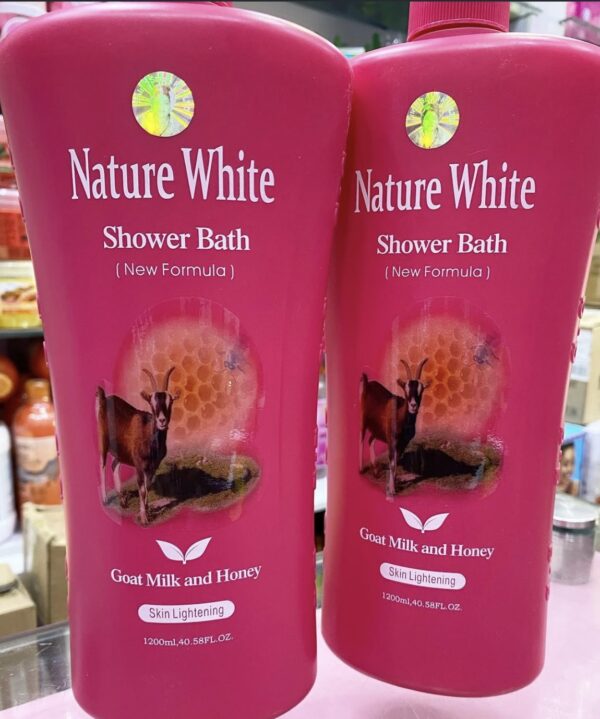 Nature White
Shower Bath
( New Formula )
Goat Milk and Honey
Skin Lightening
1200ml,40.58FL.OZ.
Nature White
Shower Bath
( New Formula )
Goat Milk and Honey
Skin Lightening
1200ml,40.58FL.OZ.